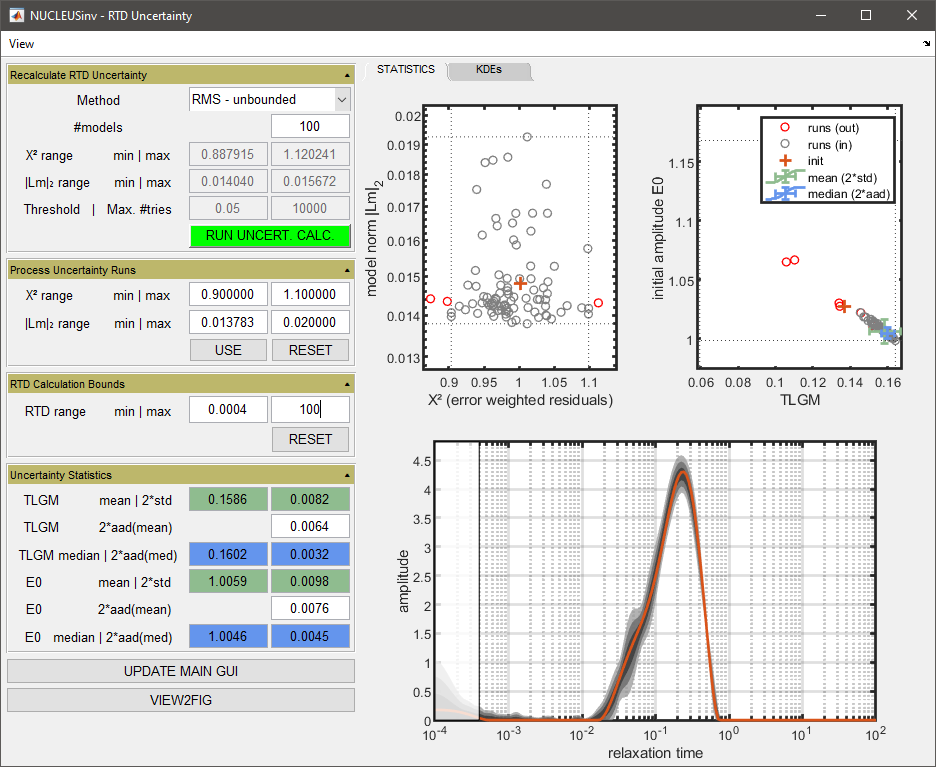 NUCLEUSinv - RTD Uncertainty
View
Recalculate RTD Uncertainty
Method RMS - unbounded
#models 100
X² range min | max 0.887915 1.120241
|Lm|₂ range min | max 0.014040 0.015672
Threshold | Max. #tries 0.05 10000
RUN UNCERT. CALC.
Process Uncertainty Runs
X² range min | max 0.900000 1.100000
|Lm|₂ range min | max 0.013783 0.020000
USE RESET
RTD Calculation Bounds
RTD range min | max 0.0004 100
RESET
Uncertainty Statistics
TLGM mean | 2*std 0.1586 0.0082
TLGM 2*aad(mean) 0.0064
TLGM median | 2*aad(med) 0.1602 0.0032
E0 mean | 2*std 1.0059 0.0098
E0 2*aad(mean) 0.0076
E0 median | 2*aad(med) 1.0046 0.0045
UPDATE MAIN GUI
VIEW2FIG
STATISTICS KDEs
0.02
0.019
0.018
0.017
0.016
0.015
0.014
0.013
model norm |Lm|₂
0.9 0.95 1 1.05 1.1
X² (error weighted residuals)
1.15
1.1
1.05
1
initial amplitude E0
runs (out)
runs (in)
init
mean (2*std)
median (2*aad)
0.06 0.08 0.1 0.12 0.14 0.16
TLGM
4.5
4
3.5
3
2.5
2
1.5
1
0.5
0
amplitude
10⁻⁴ 10⁻³ 10⁻² 10⁻¹ 10⁰ 10¹ 10²
relaxation time